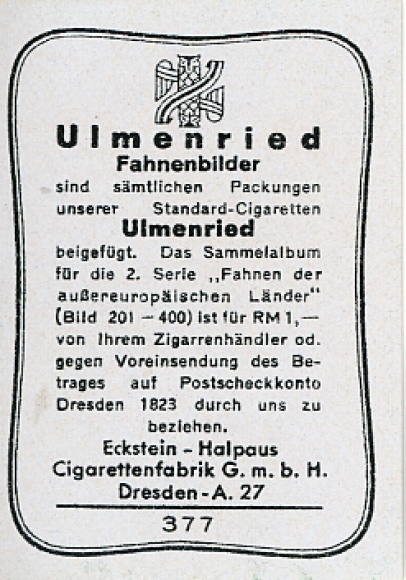 Ulmenried
Fahnenbilder
sind sämtlichen Packungen
unserer Standard-Cigaretten
Ulmenried
beigefügt. Das Sammelalbum
für die 2. Serie „Fahnen der
außereuropäischen Länder“
(Bild 201 – 400) ist für RM 1,—
von Ihrem Zigarrenhändler od.
gegen Voreinsendung des Be-
trages auf Postscheckkonto
Dresden 1823 durch uns zu
beziehen.
Eckstein - Halpaus
Cigarettenfabrik G. m. b. H.
Dresden-A. 27
377